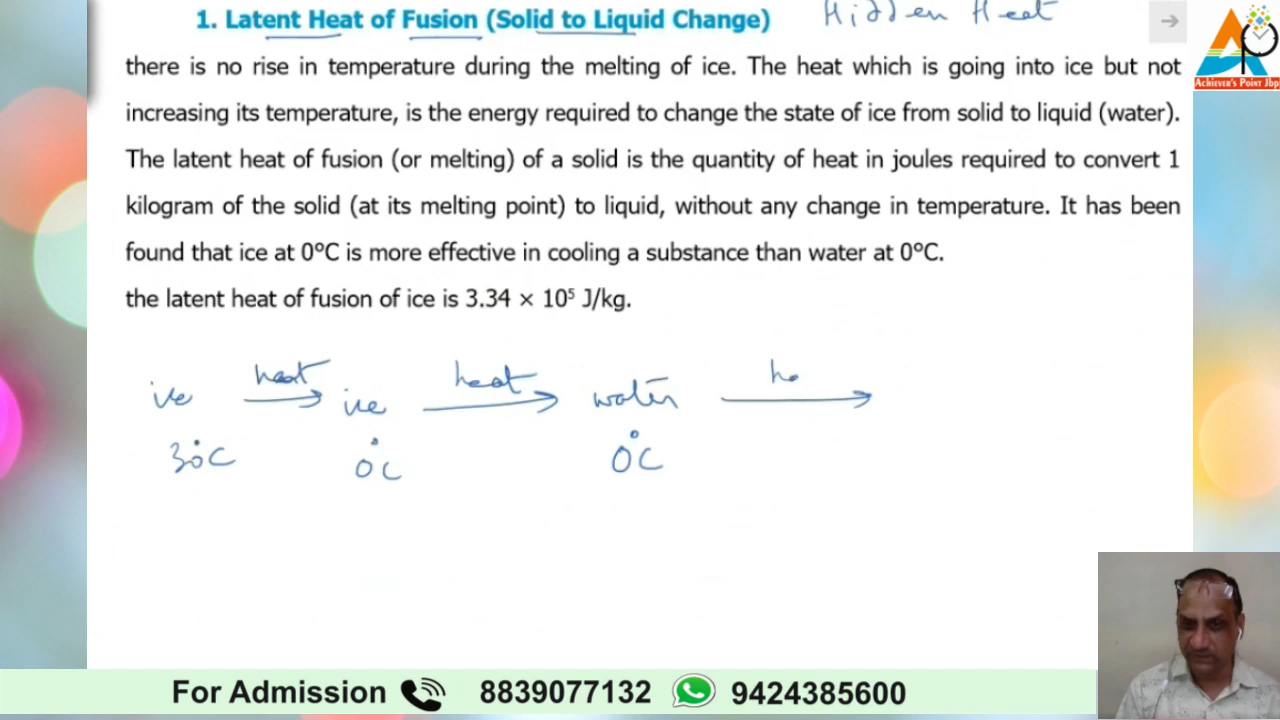 1. Latent Heat of Fusion (Solid to Liquid Change) Hidden Heat
there is no rise in temperature during the melting of ice. The heat which is going into ice but not
increasing its temperature, is the energy required to change the state of ice from solid to liquid (water).
The latent heat of fusion (or melting) of a solid is the quantity of heat in joules required to convert 1
kilogram of the solid (at its melting point) to liquid, without any change in temperature. It has been
found that ice at 0°C is more effective in cooling a substance than water at 0°C.
the latent heat of fusion of ice is 3.34 × 10⁵ J/kg.
heat heat he
ice → ice → water →
30°C 0°C 0°C
ACHIEVER'S POINT Jbp
For Admission 8839077132 9424385600